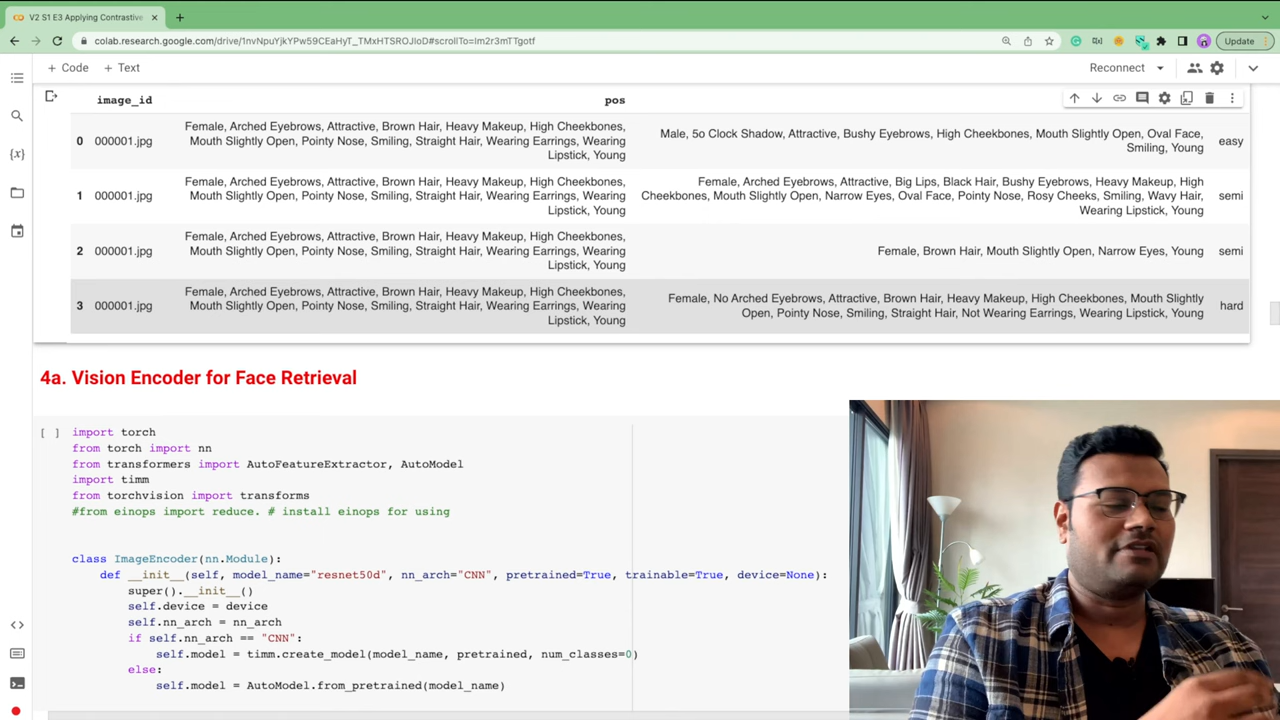 V2 S1 E3 Applying Contrastive
colab.research.google.com/drive/1nvNpuYjkYPw59CEaHyT_TMxHTSROJIoD#scrollTo=Im2r3mTTgotf
Update
+ Code + Text
Reconnect
image_id pos
0 000001.jpg Female, Arched Eyebrows, Attractive, Brown Hair, Heavy Makeup, High Cheekbones,
Mouth Slightly Open, Pointy Nose, Smiling, Straight Hair, Wearing Earrings, Wearing
Lipstick, Young
Male, 5o Clock Shadow, Attractive, Bushy Eyebrows, High Cheekbones, Mouth Slightly Open, Oval Face,
Smiling, Young
easy
1 000001.jpg Female, Arched Eyebrows, Attractive, Brown Hair, Heavy Makeup, High Cheekbones,
Mouth Slightly Open, Pointy Nose, Smiling, Straight Hair, Wearing Earrings, Wearing
Lipstick, Young
Female, Arched Eyebrows, Attractive, Big Lips, Black Hair, Bushy Eyebrows, Heavy Makeup, High
Cheekbones, Mouth Slightly Open, Narrow Eyes, Oval Face, Pointy Nose, Rosy Cheeks, Smiling, Wavy Hair,
Wearing Lipstick, Young
semi
2 000001.jpg Female, Arched Eyebrows, Attractive, Brown Hair, Heavy Makeup, High Cheekbones,
Mouth Slightly Open, Pointy Nose, Smiling, Straight Hair, Wearing Earrings, Wearing
Lipstick, Young
Female, Brown Hair, Mouth Slightly Open, Narrow Eyes, Young
semi
3 000001.jpg Female, Arched Eyebrows, Attractive, Brown Hair, Heavy Makeup, High Cheekbones,
Mouth Slightly Open, Pointy Nose, Smiling, Straight Hair, Wearing Earrings, Wearing
Lipstick, Young
Female, No Arched Eyebrows, Attractive, Brown Hair, Heavy Makeup, High Cheekbones, Mouth Slightly
Open, Pointy Nose, Smiling, Straight Hair, Not Wearing Earrings, Wearing Lipstick, Young
hard
4a. Vision Encoder for Face Retrieval
[ ] import torch
from torch import nn
from transformers import AutoFeatureExtractor, AutoModel
import timm
from torchvision import transforms
#from einops import reduce. # install einops for using
class ImageEncoder(nn.Module):
def __init__(self, model_name="resnet50d", nn_arch="CNN", pretrained=True, trainable=True, device=None):
super().__init__()
self.device = device
self.nn_arch = nn_arch
if self.nn_arch == "CNN":
self.model = timm.create_model(model_name, pretrained, num_classes=0)
else:
self.model = AutoModel.from_pretrained(model_name)